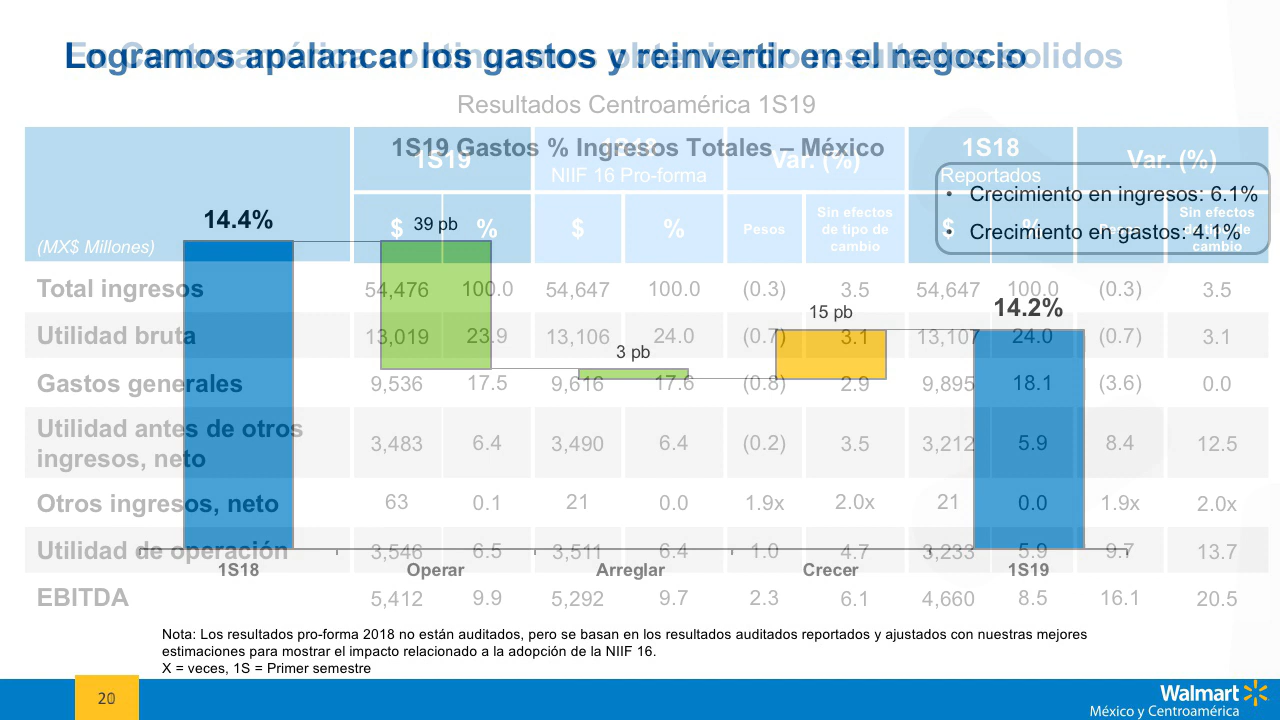 Logramos apalancar los gastos y reinvertir en el negocio
Resultados Centroamérica 1S19
1S19 Gastos % Ingresos Totales – México
1S19
NIIF 16 Pro-forma
Var. (%)
1S18
Reportados
Var. (%)
• Crecimiento en ingresos: 6.1%
• Crecimiento en gastos: 4.1%
(MX$ Millones)
$ % $ % Pesos Sin efectos de tipo de cambio $ % Sin efectos cambio
14.4%
39 pb
3 pb
15 pb
14.2%
Total ingresos 54,476 100.0 54,647 100.0 (0.3) 3.5 54,647 100.0 (0.3) 3.5
Utilidad bruta 13,019 23.9 13,106 24.0 (0.7) 3.1 13,107 24.0 (0.7) 3.1
Gastos generales 9,536 17.5 9,616 17.6 (0.8) 2.9 9,895 18.1 (3.6) 0.0
Utilidad antes de otros
ingresos, neto 3,483 6.4 3,490 6.4 (0.2) 3.5 3,212 5.9 8.4 12.5
Otros ingresos, neto 63 0.1 21 0.0 1.9x 2.0x 21 0.0 1.9x 2.0x
Utilidad de operación 3,546 6.5 3,511 6.4 1.0 4.7 3,233 5.9 9.7 13.7
1S18 Operar Arreglar Crecer 1S19
EBITDA 5,412 9.9 5,292 9.7 2.3 6.1 4,660 8.5 16.1 20.5
Nota: Los resultados pro-forma 2018 no están auditados, pero se basan en los resultados auditados reportados y ajustados con nuestras mejores
estimaciones para mostrar el impacto relacionado a la adopción de la NIIF 16.
X = veces, 1S = Primer semestre
Walmart
México y Centroamérica